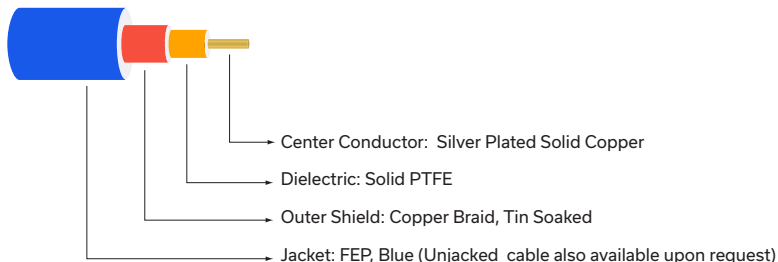 Center Conductor: Silver Plated Solid Copper
Dielectric: Solid PTFE
Outer Shield: Copper Braid, Tin Soaked
Jacket: FEP, Blue (Unjacked cable also available upon request)